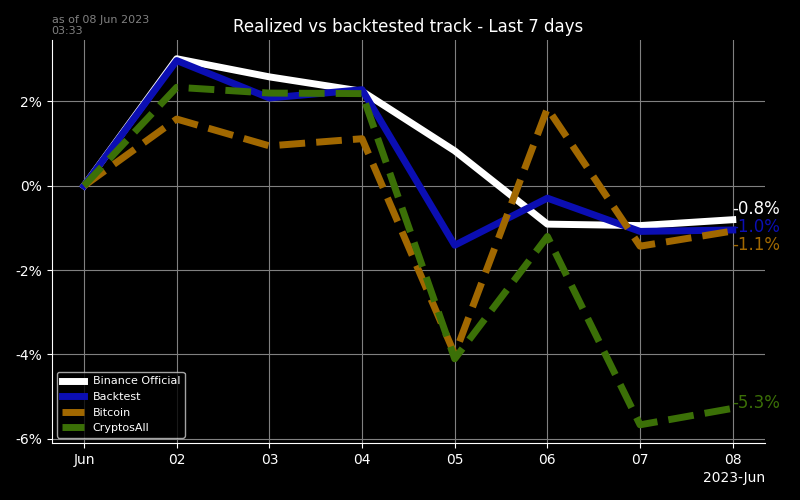 as of 08 Jun 2023
03:33
Realized vs backtested track - Last 7 days
2%
0%
-2%
-4%
-6%
-0.8%
-1.0%
-1.1%
-5.3%
Binance Official
Backtest
Bitcoin
CryptosAll
Jun 02 03 04 05 06 07 08
2023-Jun